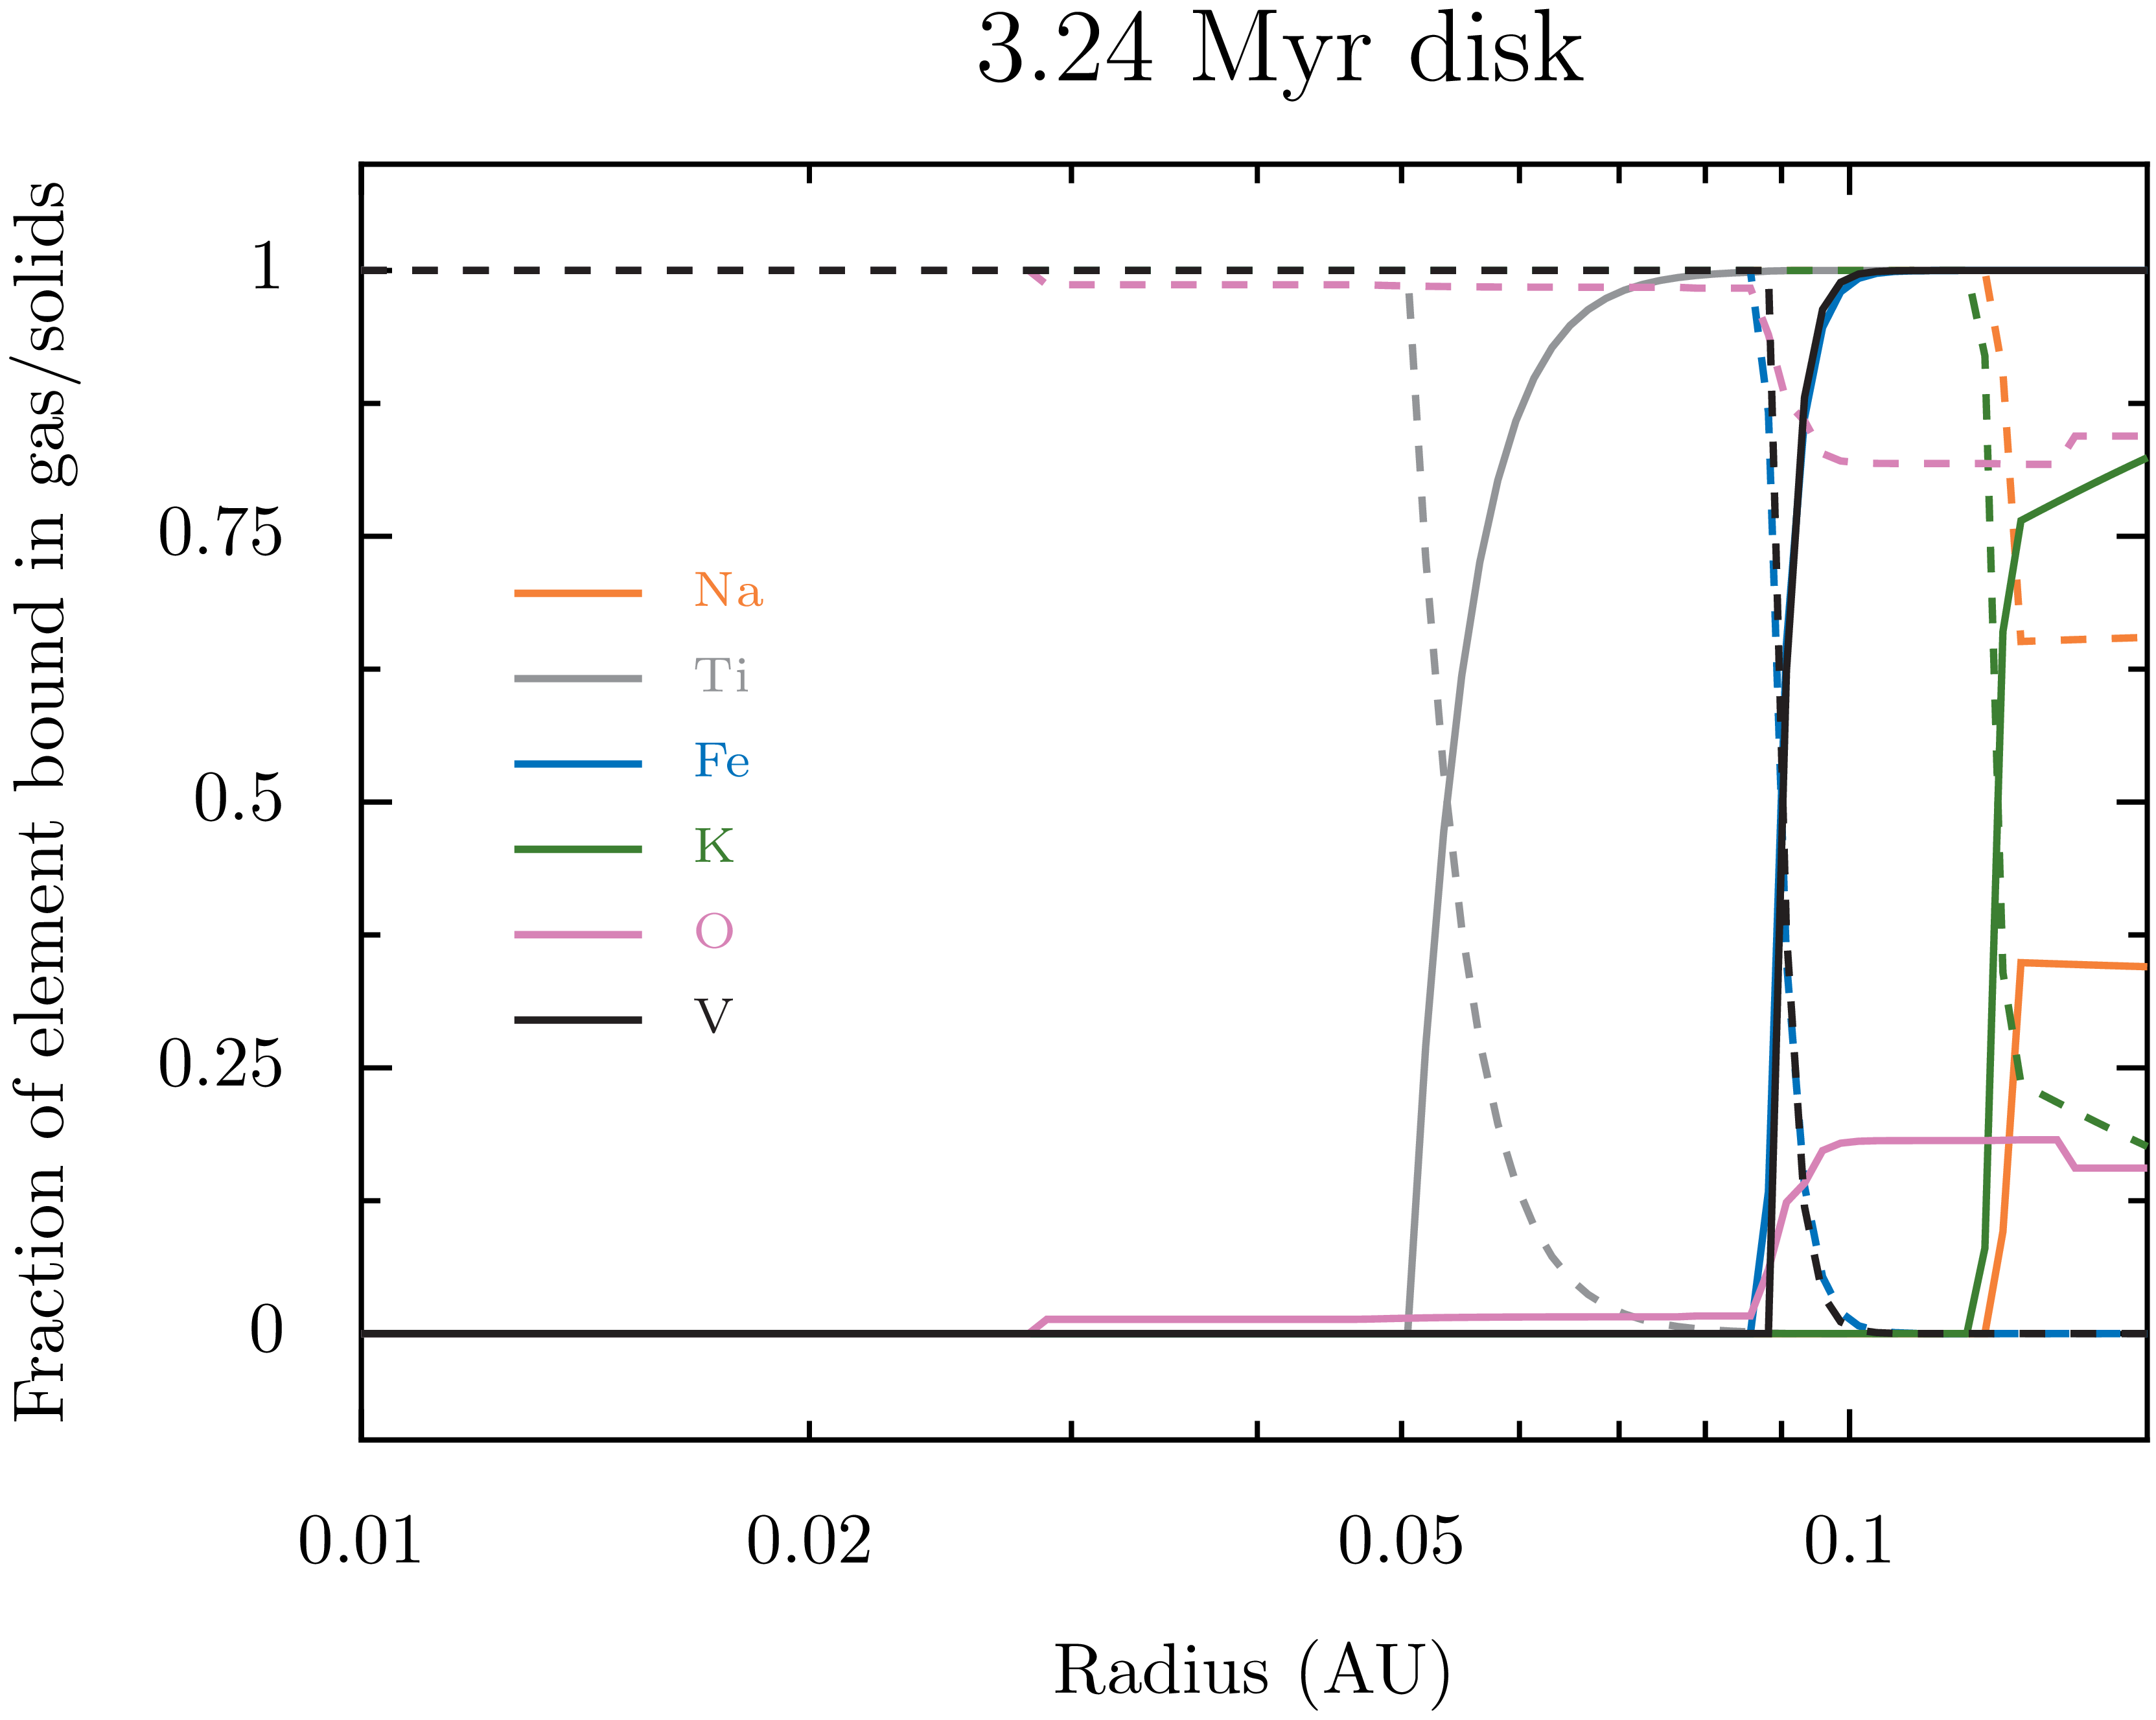 3.24 Myr disk
Fraction of element bound in gas/solids
1
0.75
0.5
0.25
0
Na
Ti
Fe
K
O
V
0.01 0.02 0.05 0.1
Radius (AU)